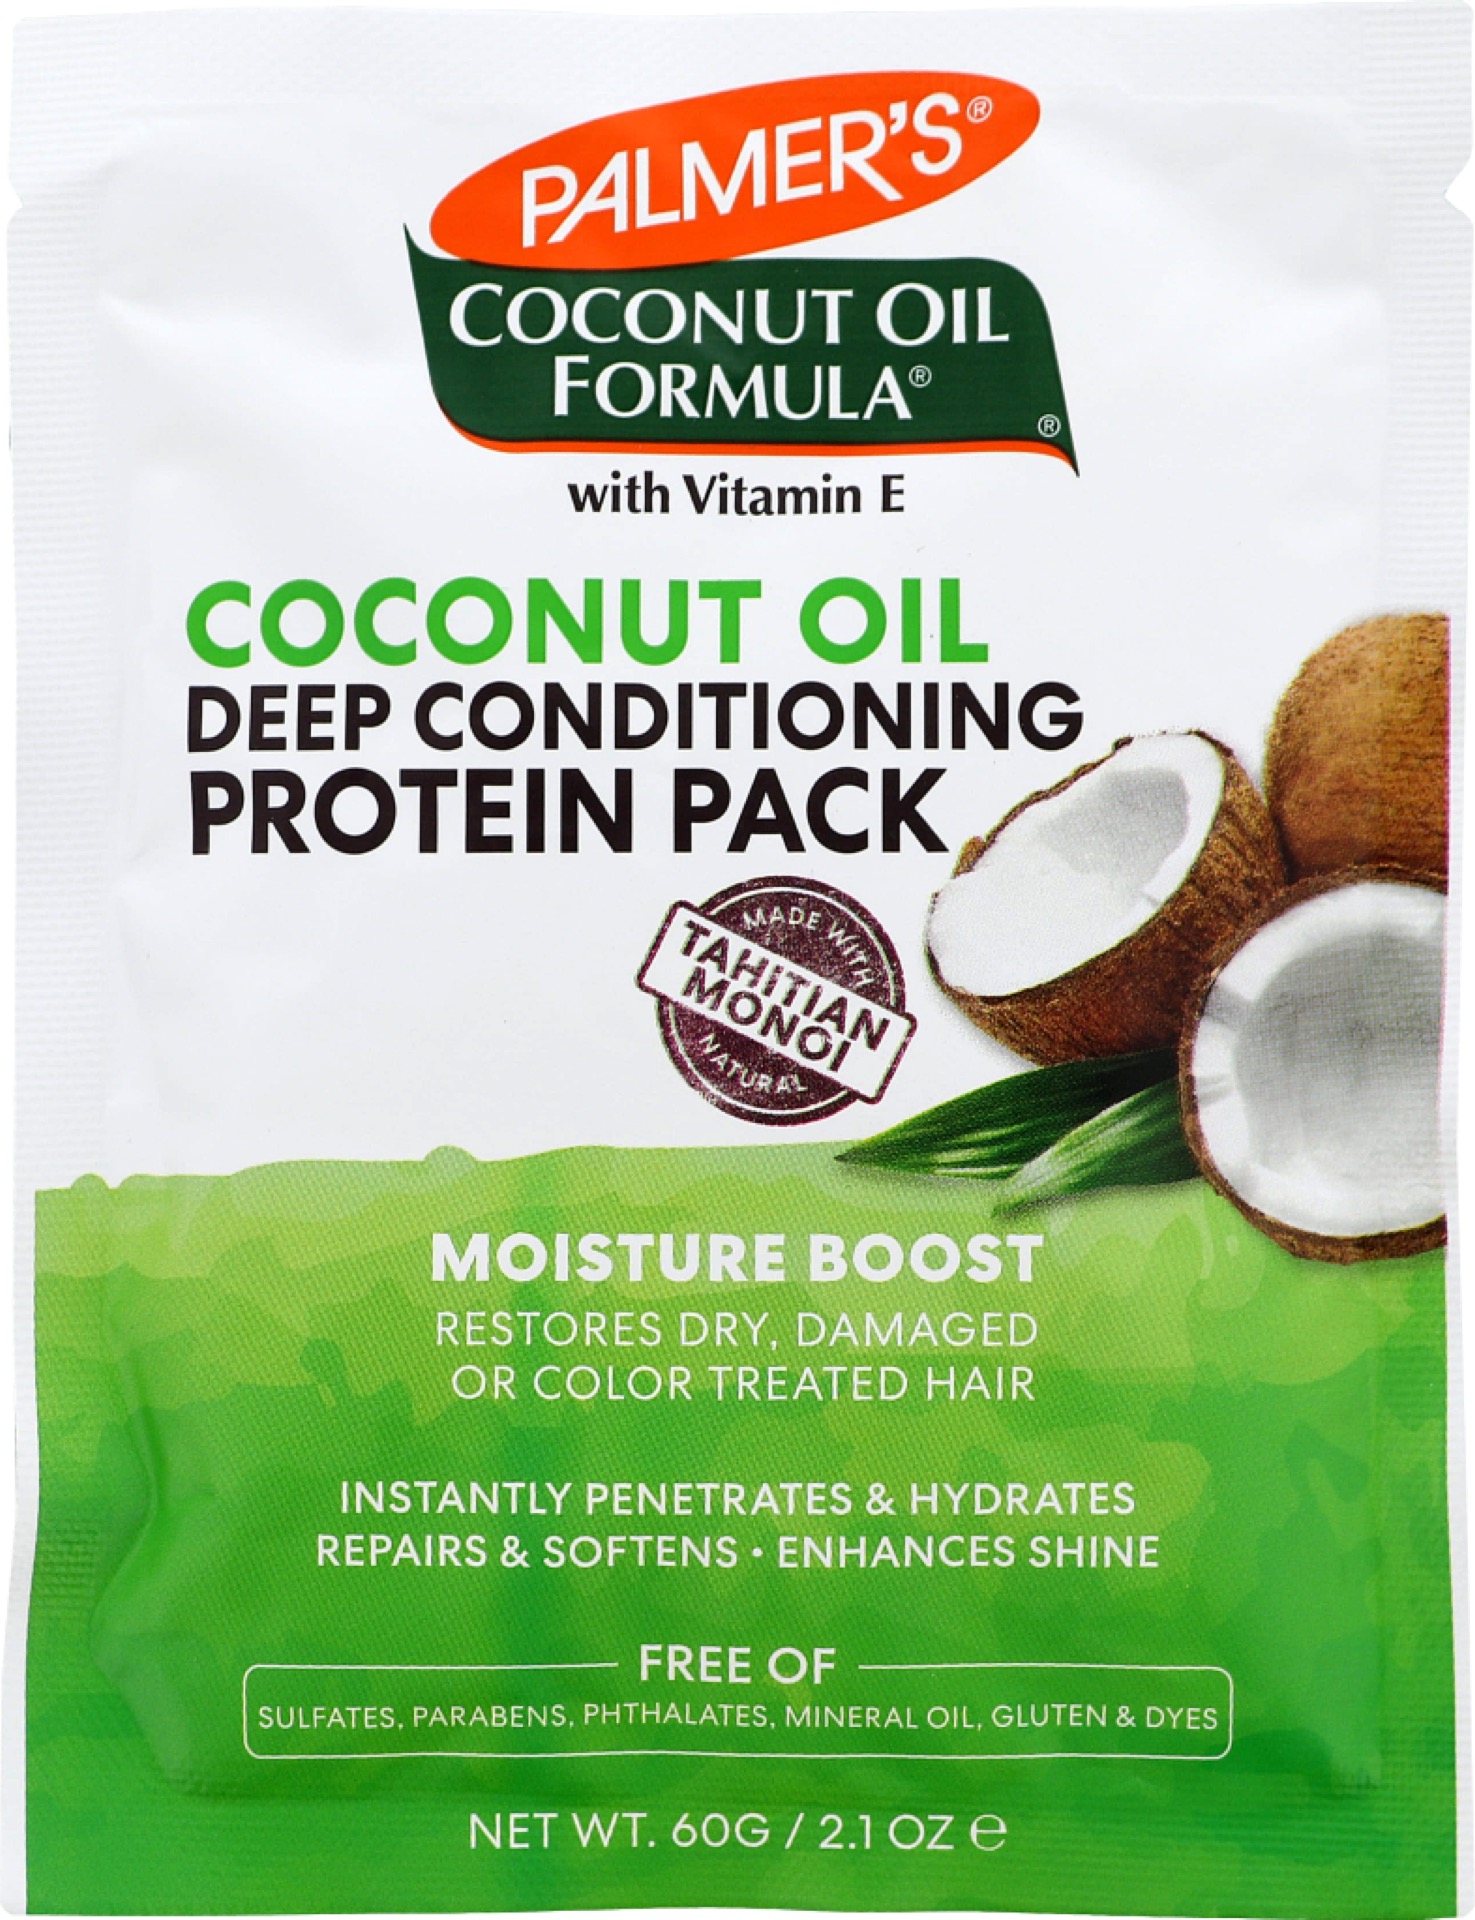 PALMER'S®
COCONUT OIL
FORMULA®
®
with Vitamin E
COCONUT OIL
DEEP CONDITIONING
PROTEIN PACK
MADE WITH
TAHITIAN
MONOI
NATURAL
MOISTURE BOOST
RESTORES DRY, DAMAGED
OR COLOR TREATED HAIR
INSTANTLY PENETRATES & HYDRATES
REPAIRS & SOFTENS • ENHANCES SHINE
FREE OF
SULFATES, PARABENS, PHTHALATES, MINERAL OIL, GLUTEN & DYES
NET WT. 60G / 2.1 OZ ℮